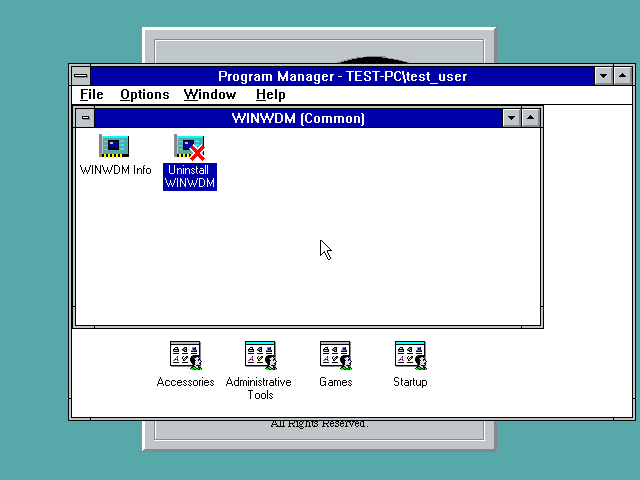 Program Manager - TEST-PC\test_user
File Options Window Help
WINWDM (Common)
WINWDM Info
Uninstall
WINWDM
Accessories
Administrative
Tools
Games
Startup
All Rights Reserved.